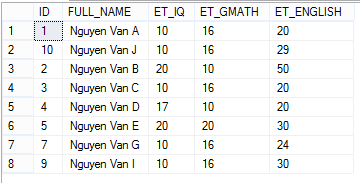 ID FULL_NAME ET_IQ ET_GMATH ET_ENGLISH
1 1 Nguyen Van A 10 16 20
2 10 Nguyen Van J 10 16 29
3 2 Nguyen Van B 20 10 50
4 3 Nguyen Van C 10 16 20
5 4 Nguyen Van D 17 10 20
6 5 Nguyen Van E 20 20 30
7 7 Nguyen Van G 10 16 24
8 9 Nguyen Van I 10 16 30